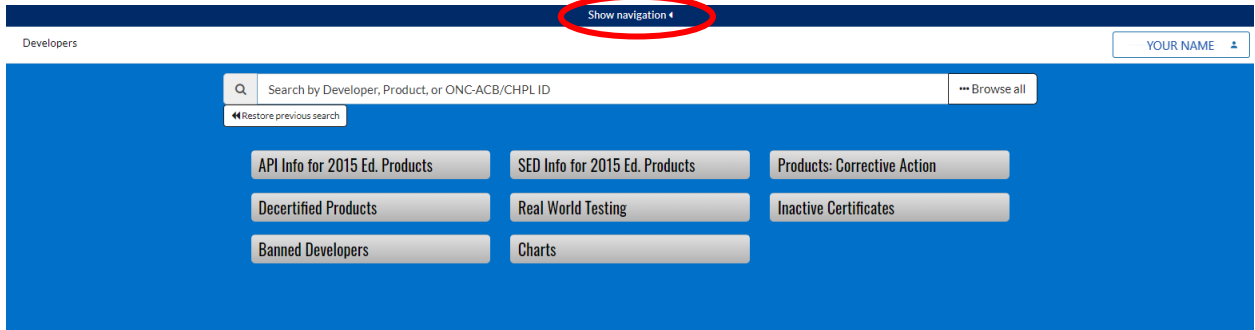 Show navigation
Developers
YOUR NAME
Search by Developer, Product, or ONC-ACB/CHPL ID
Browse all
Restore previous search
API Info for 2015 Ed. Products
SED Info for 2015 Ed. Products
Products: Corrective Action
Decertified Products
Real World Testing
Inactive Certificates
Banned Developers
Charts